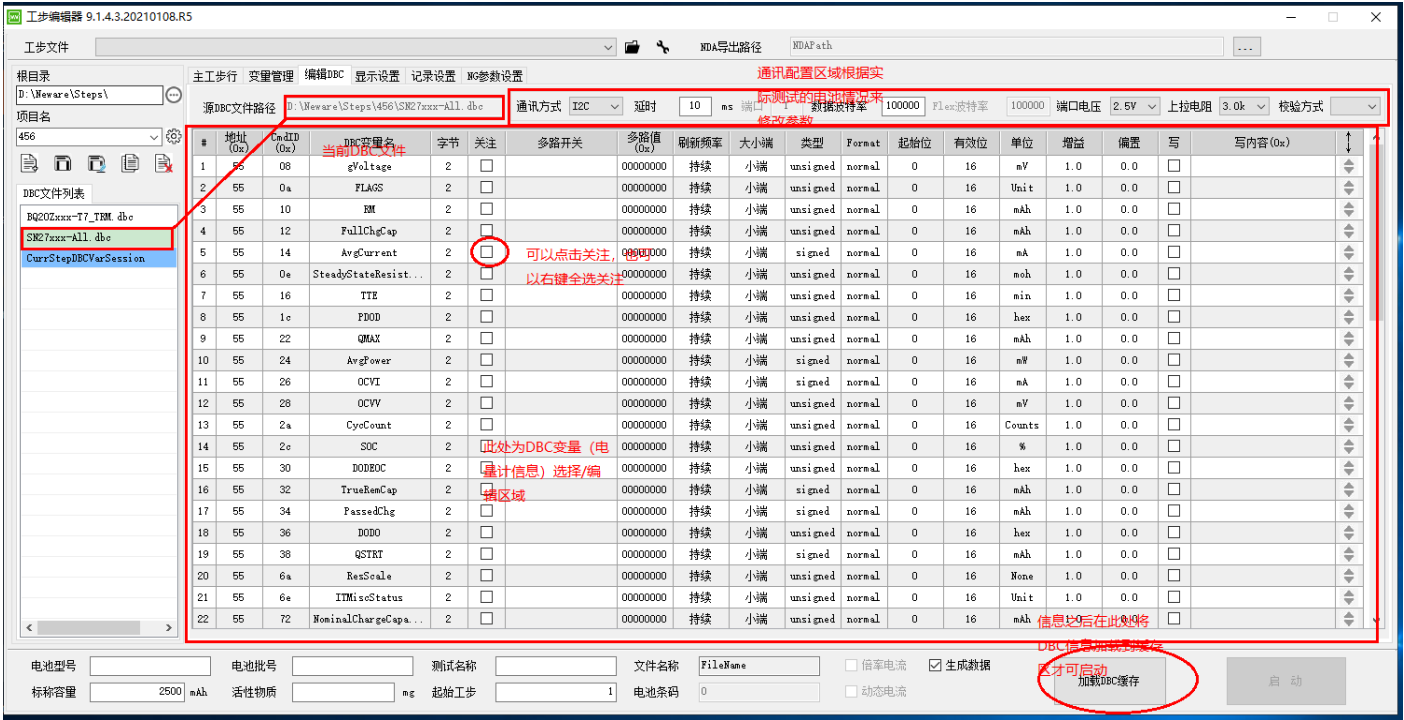 工步编辑器 9.1.4.3.20210108.R5
工步文件 NDA导出路径 NDAPath ...
根目录
D:\Neware\Steps\
项目名
456
DBC文件列表
BQ20Zxxx-T7_TRM.dbc
SN27xxx-All.dbc
CurrStepDBCVarSession
主工步行 变量管理 编辑DBC 显示设置 记录设置 NG参数设置
通讯配置区域根据实
际测试的电池情况来
修改参数
源DBC文件路径 D:\Neware\Steps\456\SN27xxx-All.dbc 通讯方式 I2C 延时 10 ms 端口 1 数据波特率 100000 Flex波特率 100000 端口电压 2.5V 上拉电阻 3.0k 校验方式
# 地址(0x) CmdID(0x) DBC变量名 字节 关注 多路开关 多路值(0x) 刷新频率 大小端 类型 Format 起始位 有效位 单位 增益 偏置 写 写内容(0x)
当前DBC文件
1 55 08 gVoltage 2 00000000 持续 小端 unsigned normal 0 16 mV 1.0 0.0
2 55 0a FLAGS 2 00000000 持续 小端 unsigned normal 0 16 Unit 1.0 0.0
3 55 10 RM 2 00000000 持续 小端 unsigned normal 0 16 mAh 1.0 0.0
4 55 12 FullChgCap 2 00000000 持续 小端 unsigned normal 0 16 mAh 1.0 0.0
5 55 14 AvgCurrent 2 00000000 持续 小端 signed normal 0 16 mA 1.0 0.0
可以点击关注，也可
以右键全选关注
6 55 0e SteadyStateResist... 2 00000000 持续 小端 unsigned normal 0 16 moh 1.0 0.0
7 55 16 TTE 2 00000000 持续 小端 unsigned normal 0 16 min 1.0 0.0
8 55 1c PDOD 2 00000000 持续 小端 unsigned normal 0 16 hex 1.0 0.0
9 55 22 QMAX 2 00000000 持续 小端 unsigned normal 0 16 mAh 1.0 0.0
10 55 24 AvgPower 2 00000000 持续 小端 signed normal 0 16 mW 1.0 0.0
11 55 26 OCVI 2 00000000 持续 小端 signed normal 0 16 mA 1.0 0.0
12 55 28 OCVV 2 00000000 持续 小端 unsigned normal 0 16 mV 1.0 0.0
13 55 2a CycCount 2 00000000 持续 小端 unsigned normal 0 16 Counts 1.0 0.0
14 55 2c SOC 2 00000000 持续 小端 unsigned normal 0 16 % 1.0 0.0
此处为DBC变量（电
量计信息）选择/编
辑区域
15 55 30 DODEOC 2 00000000 持续 小端 unsigned normal 0 16 hex 1.0 0.0
16 55 32 TrueRemCap 2 00000000 持续 小端 signed normal 0 16 mAh 1.0 0.0
17 55 34 PassedChg 2 00000000 持续 小端 signed normal 0 16 mAh 1.0 0.0
18 55 36 DOD0 2 00000000 持续 小端 unsigned normal 0 16 hex 1.0 0.0
19 55 38 QSTRT 2 00000000 持续 小端 signed normal 0 16 mAh 1.0 0.0
20 55 6a ResScale 2 00000000 持续 小端 unsigned normal 0 16 None 1.0 0.0
21 55 6e ITMiscStatus 2 00000000 持续 小端 unsigned normal 0 16 Unit 1.0 0.0
22 55 72 NominalChargeCapa... 2 00000000 持续 小端 unsigned normal 0 16 mAh 1.0 0.0
信息之后在此处将
DBC信息加载到缓存
区才可启动
电池型号 电池批号 测试名称 文件名称 FileName 倍率电流 生成数据
标称容量 2500 mAh 活性物质 mg 起始工步 1 电池条码 0 动态电流
加载DBC缓存 启 动